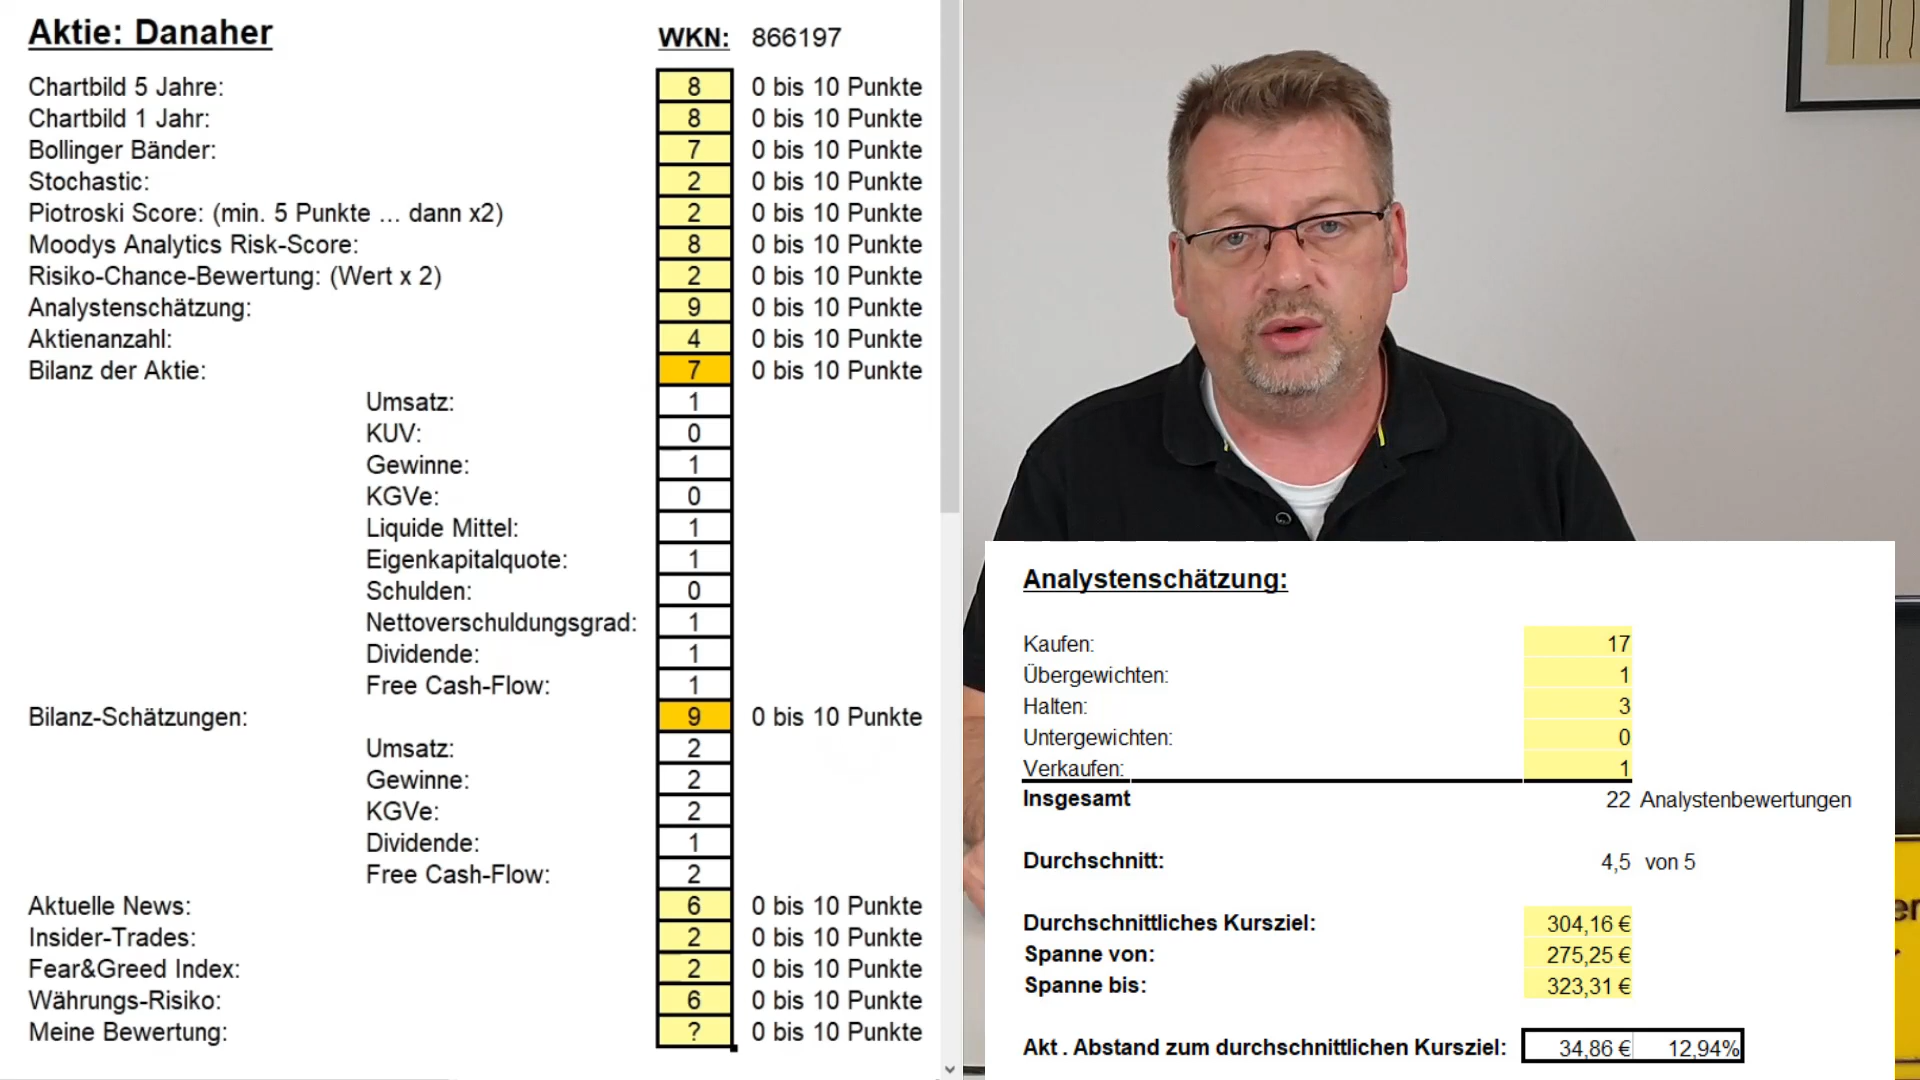 Aktie: Danaher WKN: 866197
Chartbild 5 Jahre: 8 0 bis 10 Punkte
Chartbild 1 Jahr: 8 0 bis 10 Punkte
Bollinger Bänder: 7 0 bis 10 Punkte
Stochastic: 2 0 bis 10 Punkte
Piotroski Score: (min. 5 Punkte ... dann x2) 2 0 bis 10 Punkte
Moodys Analytics Risk-Score: 8 0 bis 10 Punkte
Risiko-Chance-Bewertung: (Wert x 2) 2 0 bis 10 Punkte
Analystenschätzung: 9 0 bis 10 Punkte
Aktienanzahl: 4 0 bis 10 Punkte
Bilanz der Aktie: 7 0 bis 10 Punkte
Umsatz: 1
KUV: 0
Gewinne: 1
KGVe: 0
Liquide Mittel: 1
Eigenkapitalquote: 1
Schulden: 0
Nettoverschuldungsgrad: 1
Dividende: 1
Free Cash-Flow: 1
Bilanz-Schätzungen: 9 0 bis 10 Punkte
Umsatz: 2
Gewinne: 2
KGVe: 2
Dividende: 1
Free Cash-Flow: 2
Aktuelle News: 6 0 bis 10 Punkte
Insider-Trades: 2 0 bis 10 Punkte
Fear&Greed Index: 2 0 bis 10 Punkte
Währungs-Risiko: 6 0 bis 10 Punkte
Meine Bewertung: ? 0 bis 10 Punkte
Analystenschätzung:
Kaufen: 17
Übergewichten: 1
Halten: 3
Untergewichten: 0
Verkaufen: 1
Insgesamt 22 Analystenbewertungen
Durchschnitt: 4,5 von 5
Durchschnittliches Kursziel: 304,16 €
Spanne von: 275,25 €
Spanne bis: 323,31 €
Akt . Abstand zum durchschnittlichen Kursziel: 34,86 € 12,94%